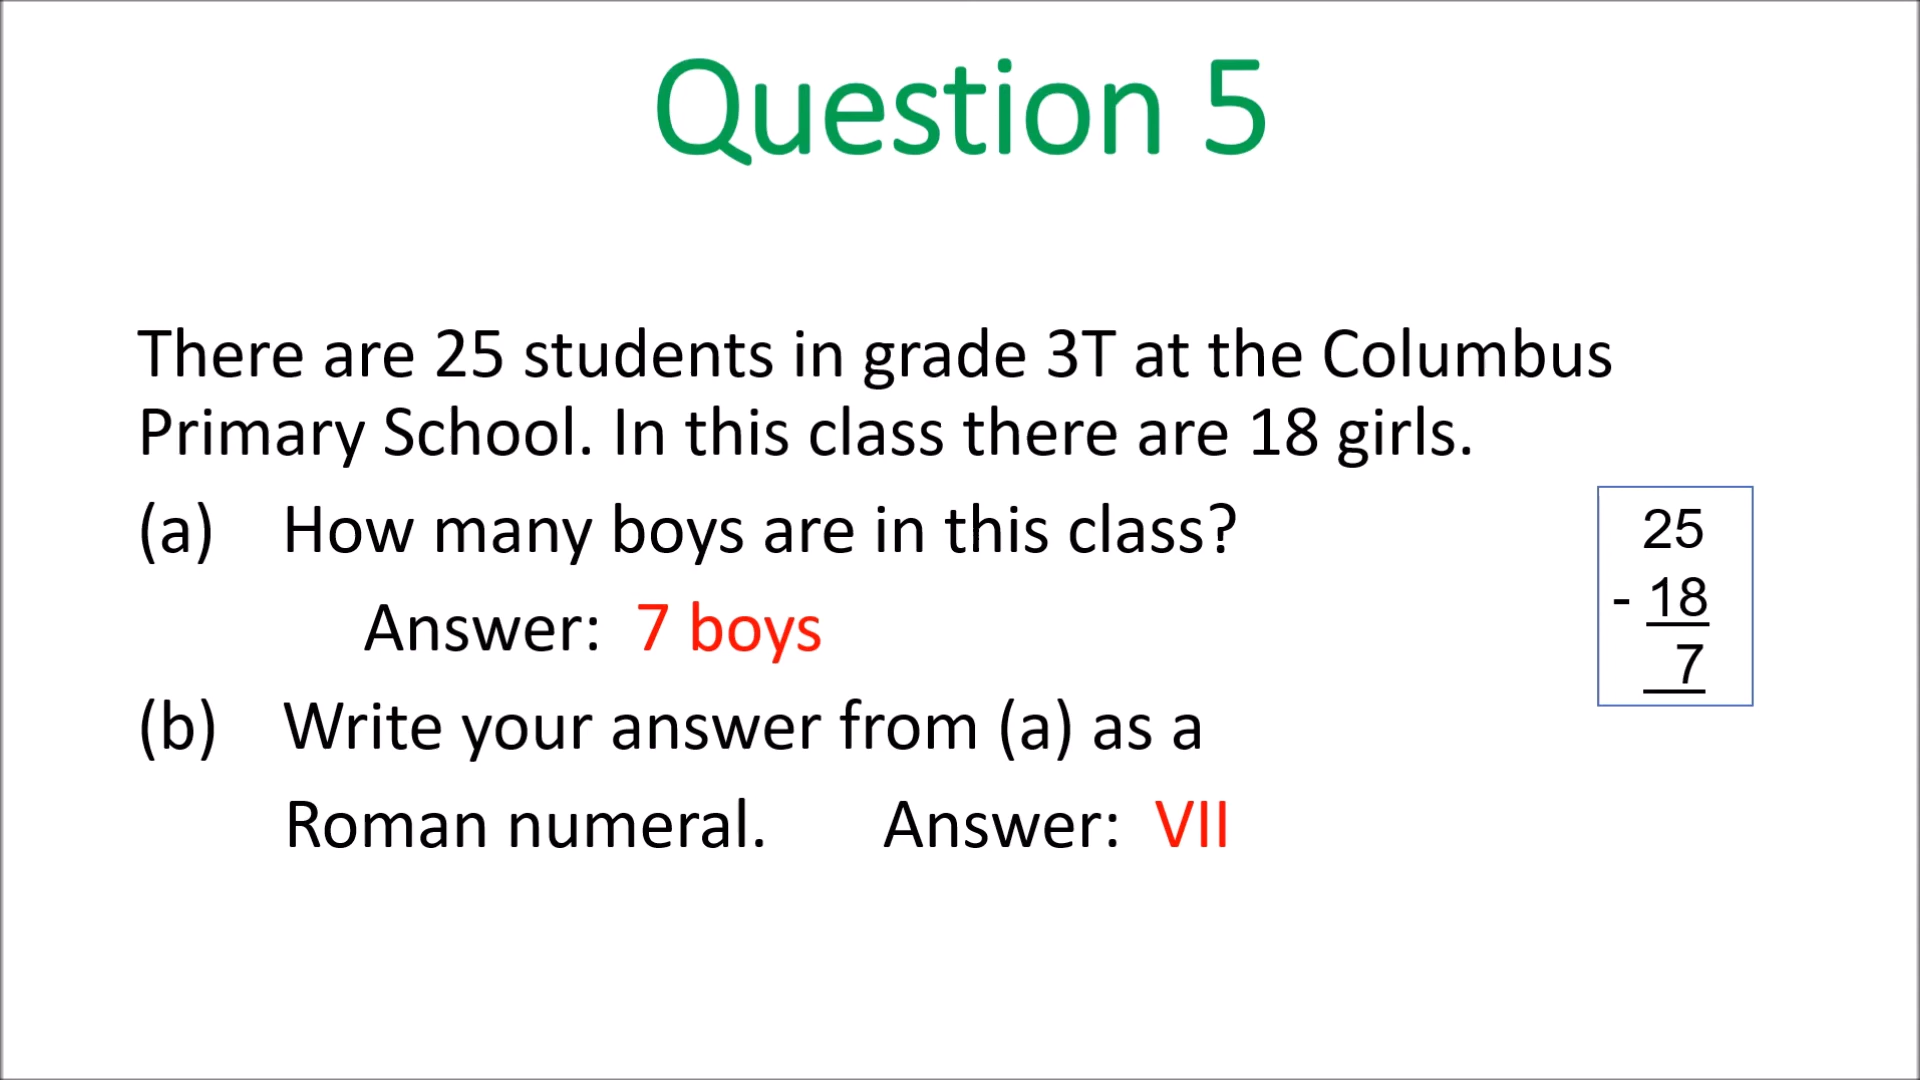 Question 5
There are 25 students in grade 3T at the Columbus
Primary School. In this class there are 18 girls.
(a) How many boys are in this class?
Answer: 7 boys
(b) Write your answer from (a) as a
Roman numeral. Answer: VII
25
- 18
7